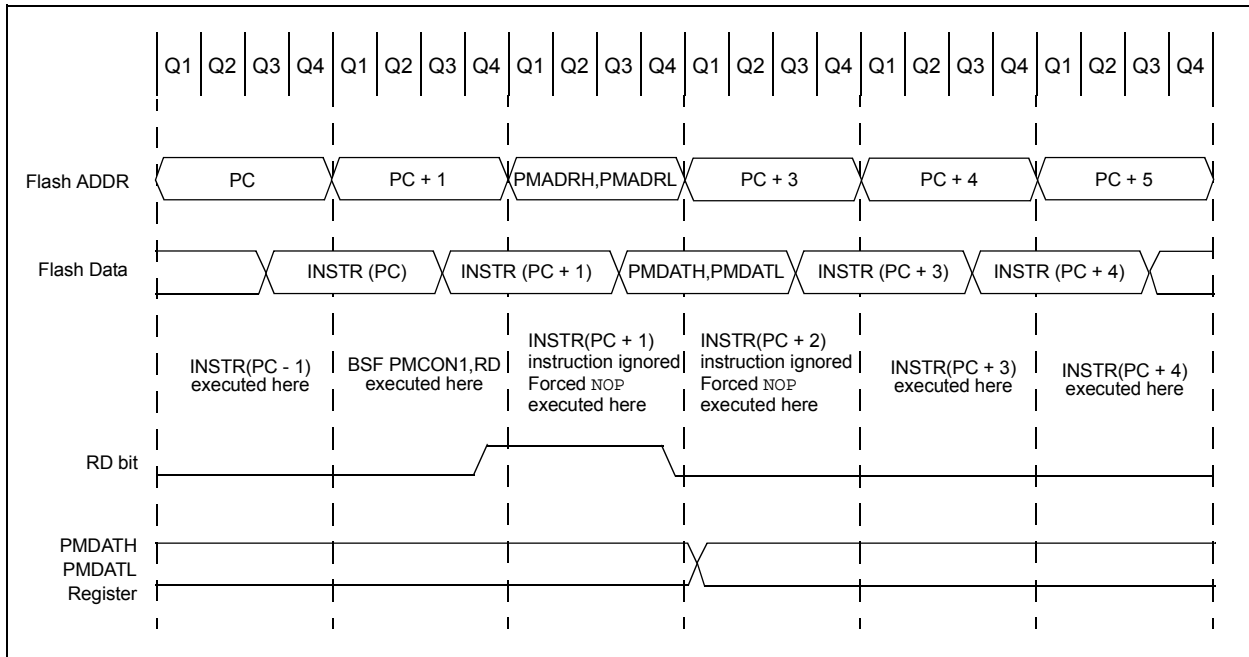 Q1 Q2 Q3 Q4 Q1 Q2 Q3 Q4 Q1 Q2 Q3 Q4 Q1 Q2 Q3 Q4 Q1 Q2 Q3 Q4 Q1 Q2 Q3 Q4
Flash ADDR PC PC + 1 PMADRH,PMADRL PC + 3 PC + 4 PC + 5
Flash Data INSTR (PC) INSTR (PC + 1) PMDATH,PMDATL INSTR (PC + 3) INSTR (PC + 4)
INSTR(PC - 1)
executed here
BSF PMCON1,RD
executed here
INSTR(PC + 1)
instruction ignored
Forced NOP
executed here
INSTR(PC + 2)
instruction ignored
Forced NOP
executed here
INSTR(PC + 3)
executed here
INSTR(PC + 4)
executed here
RD bit
PMDATH
PMDATL
Register